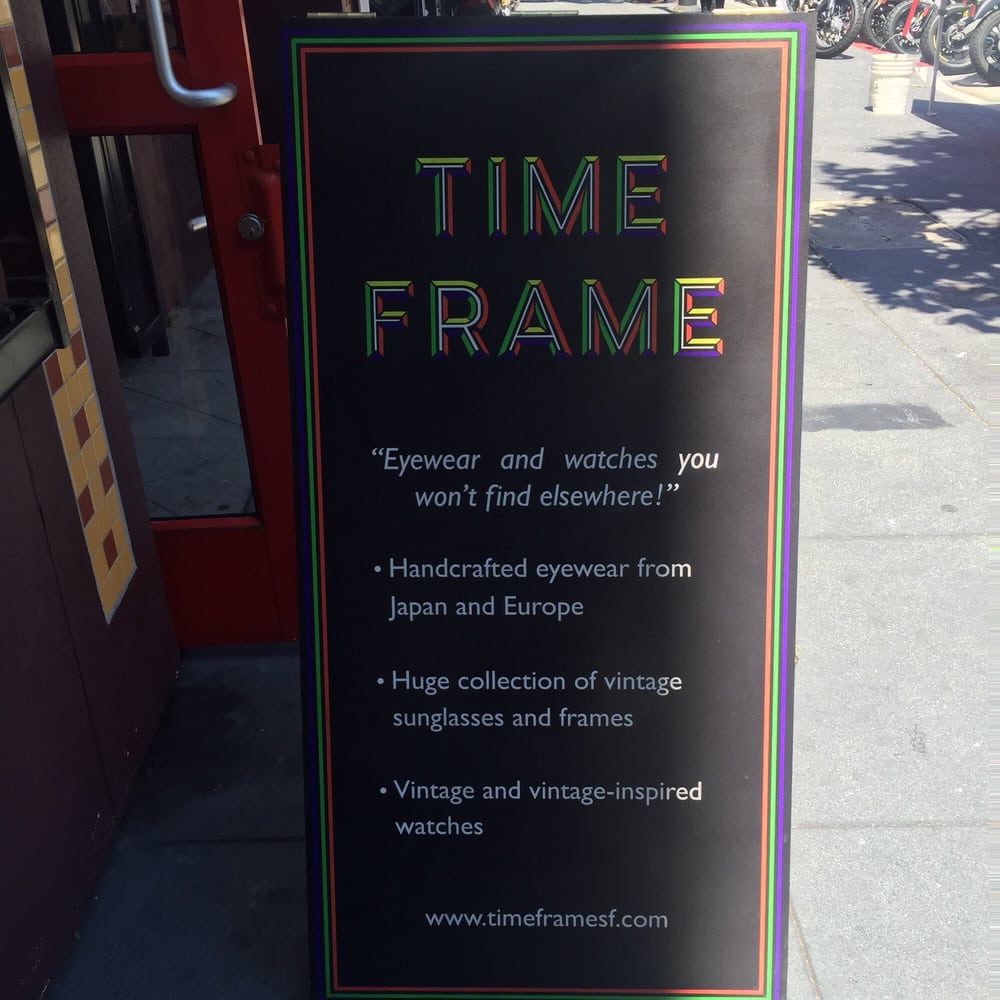 TIME
FRAME
“Eyewear and watches you
won’t find elsewhere!”
• Handcrafted eyewear from
Japan and Europe
• Huge collection of vintage
sunglasses and frames
• Vintage and vintage-inspired
watches
www.timeframesf.com